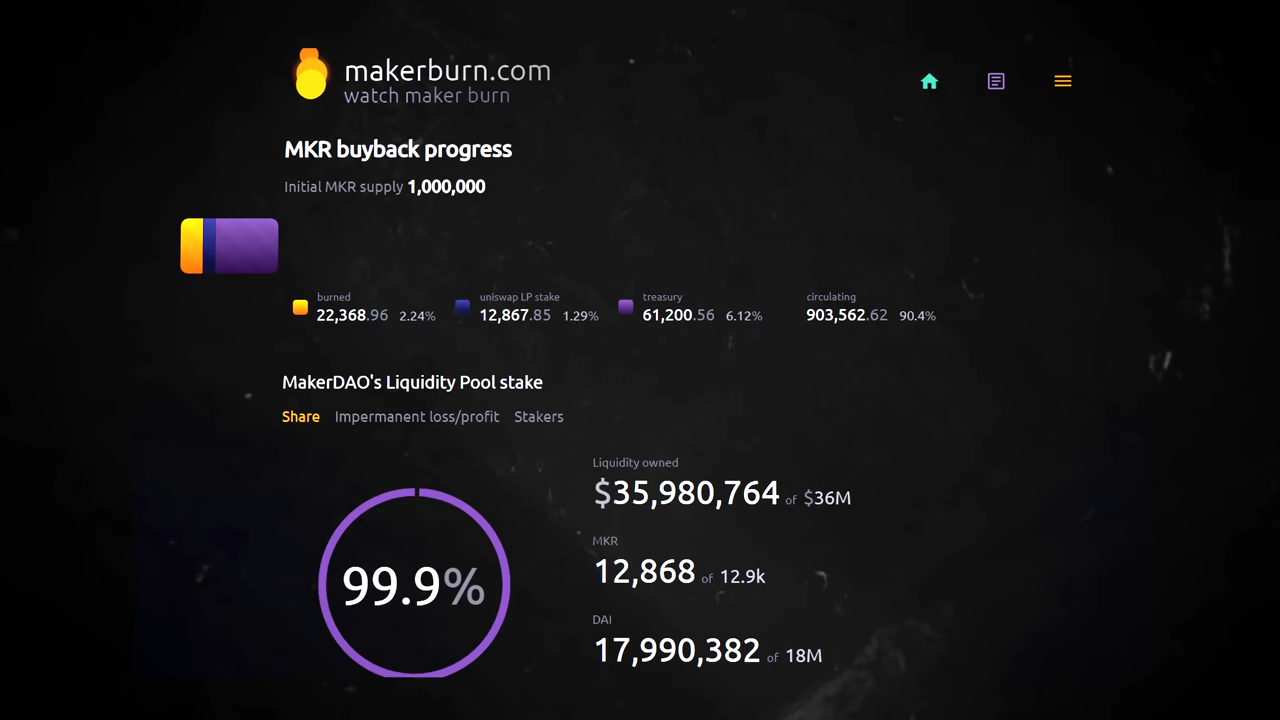 makerburn.com
watch maker burn
MKR buyback progress
Initial MKR supply 1,000,000
burned
22,368.96 2.24%
uniswap LP stake
12,867.85 1.29%
treasury
61,200.56 6.12%
circulating
903,562.62 90.4%
MakerDAO's Liquidity Pool stake
Share Impermanent loss/profit Stakers
99.9%
Liquidity owned
$35,980,764 of $36M
MKR
12,868 of 12.9k
DAI
17,990,382 of 18M